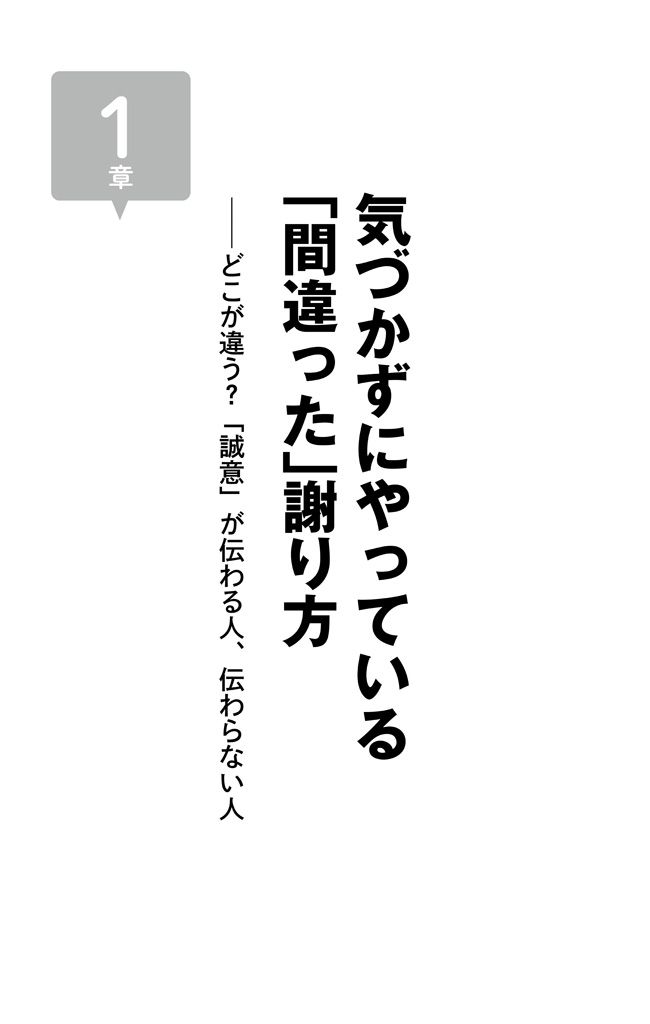 1
章
気づかずにやっている
「間違った」謝り方
──どこが違う?「誠意」が伝わる人、伝わらない人